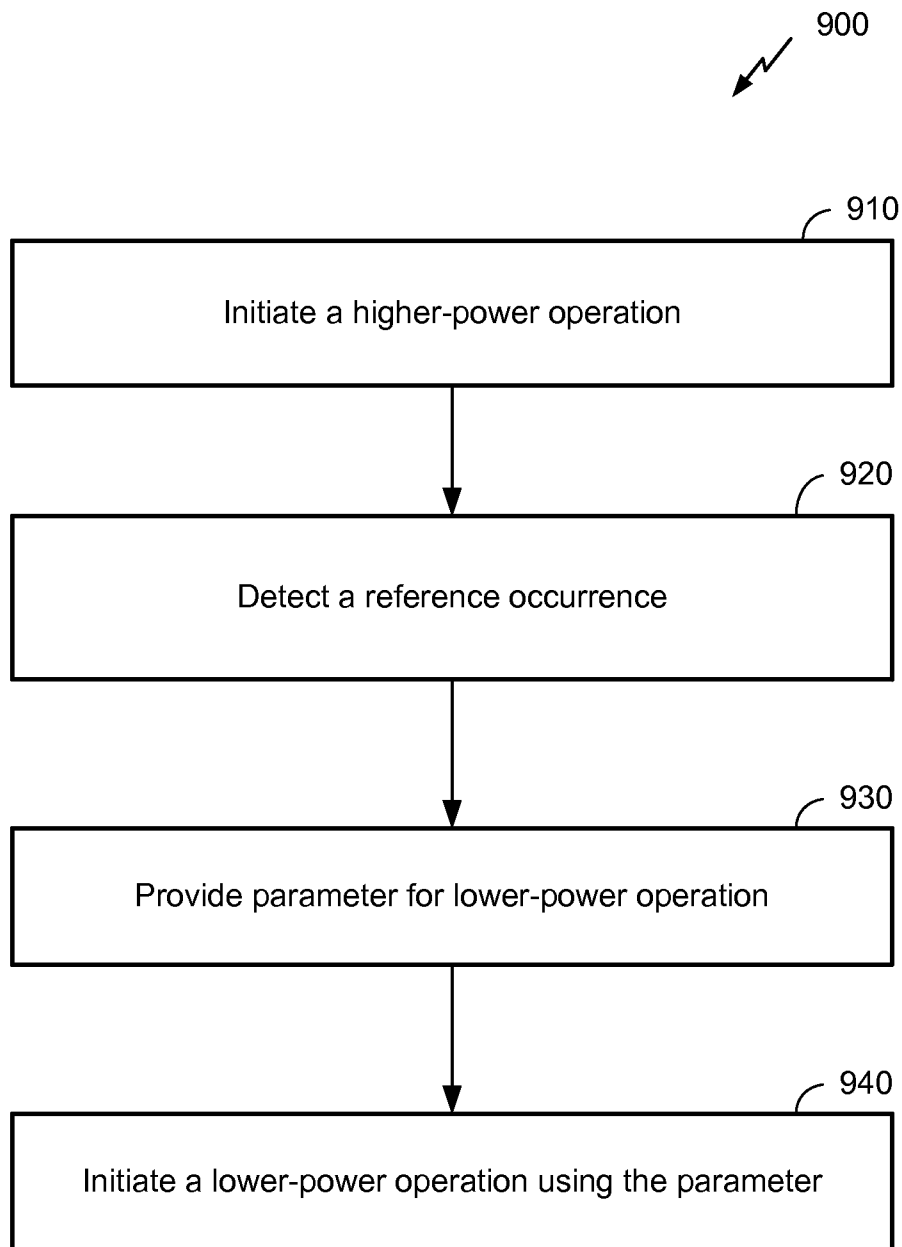 900
910
Initiate a higher-power operation
920
Detect a reference occurrence
930
Provide parameter for lower-power operation
940
Initiate a lower-power operation using the parameter